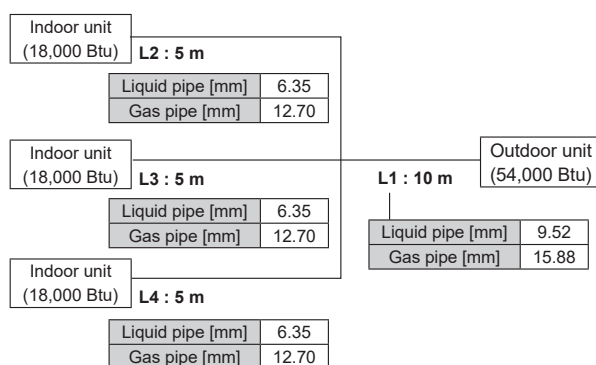 Indoor unit
(18,000 Btu)
L2 : 5 m
Liquid pipe [mm] 6.35
Gas pipe [mm] 12.70
Indoor unit
(18,000 Btu)
L3 : 5 m
Liquid pipe [mm] 6.35
Gas pipe [mm] 12.70
Outdoor unit
(54,000 Btu)
L1 : 10 m
Liquid pipe [mm] 9.52
Gas pipe [mm] 15.88
Indoor unit
(18,000 Btu)
L4 : 5 m
Liquid pipe [mm] 6.35
Gas pipe [mm] 12.70